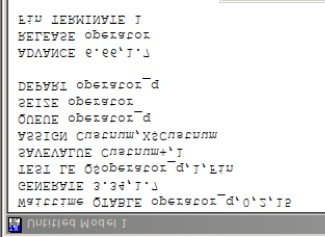 Untitled Model 1
Waittime QTABLE operator_q,0,2,15
GENERATE 3.34,1.7
TEST LE Q$operator_q,1,Fin
SAVEVALUE Custnum+,1
ASSIGN Custnum,X$Custnum
QUEUE operator_q
SEIZE operator
DEPART operator_q
ADVANCE 6.66,1.7
RELEASE operator
Fin TERMINATE 1